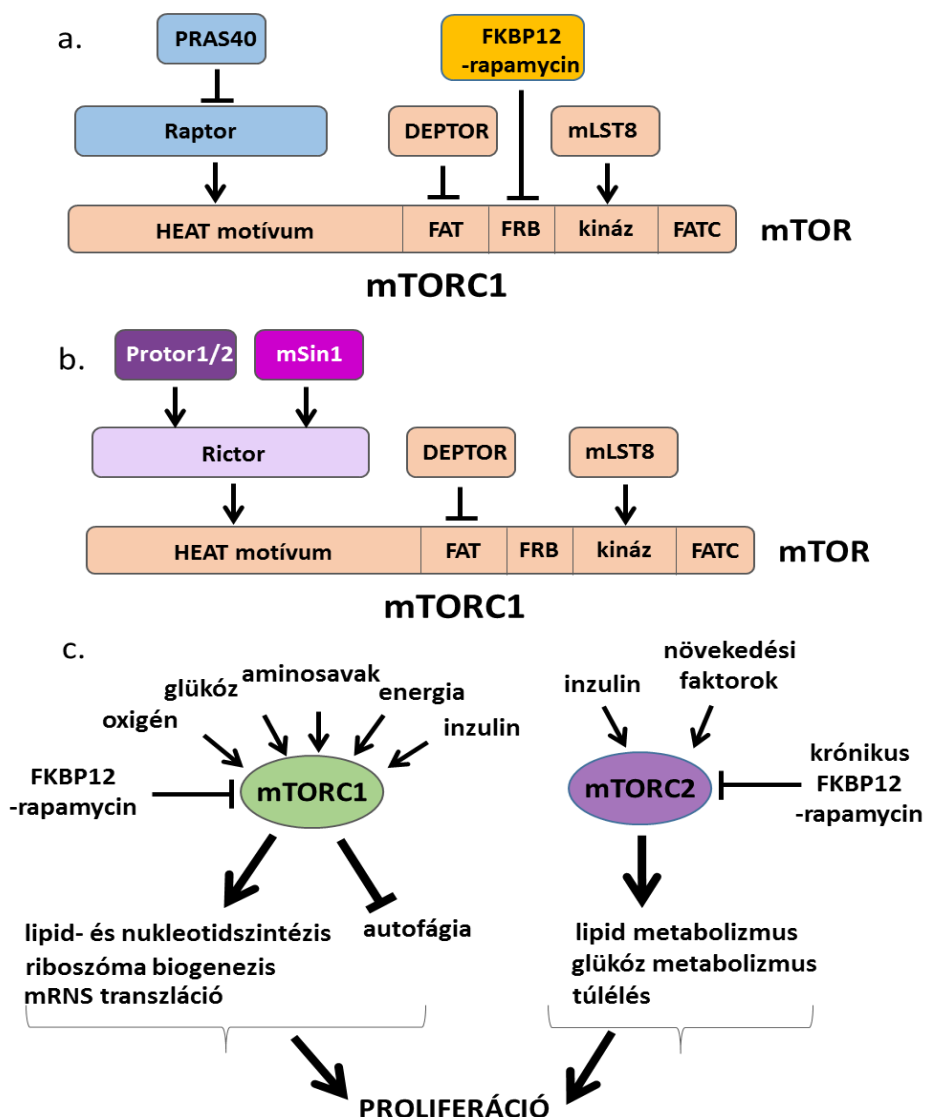 a.
PRAS40
FKBP12
-rapamycin
Raptor
DEPTOR
mLST8
HEAT motívum
FAT
FRB
kináz
FATC
mTOR
mTORC1
b.
Protor1/2
mSin1
Rictor
DEPTOR
mLST8
HEAT motívum
FAT
FRB
kináz
FATC
mTOR
mTORC1
c.
oxigén
glükóz
aminosavak
energia
inzulin
FKBP12
-rapamycin
mTORC1
lipid- és nukleotidszintézis
riboszóma biogenezis
mRNS transzláció
autofágia
inzulin
növekedési
faktorok
mTORC2
krónikus
FKBP12
-rapamycin
lipid metabolizmus
glükóz metabolizmus
túlélés
PROLIFERÁCIÓ